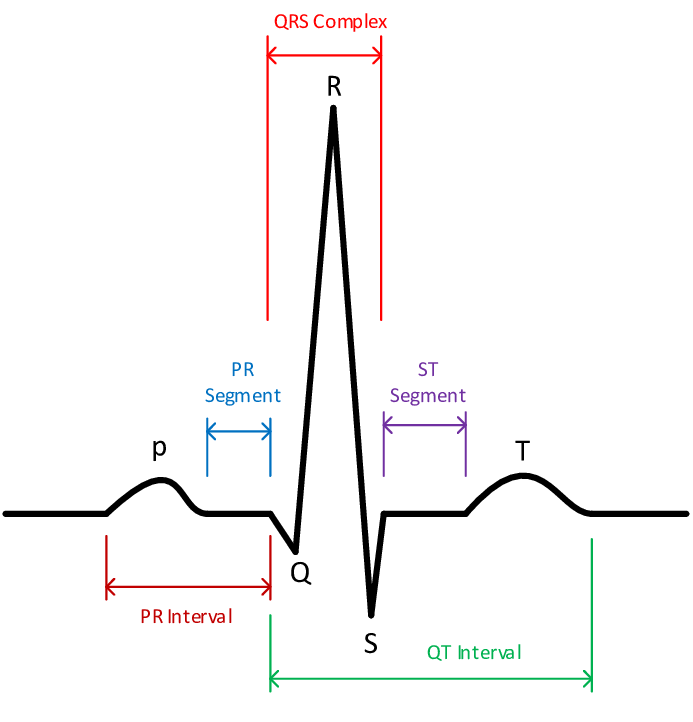 QRS Complex
R
PR
Segment
ST
Segment
p
T
Q
PR Interval
S
QT Interval